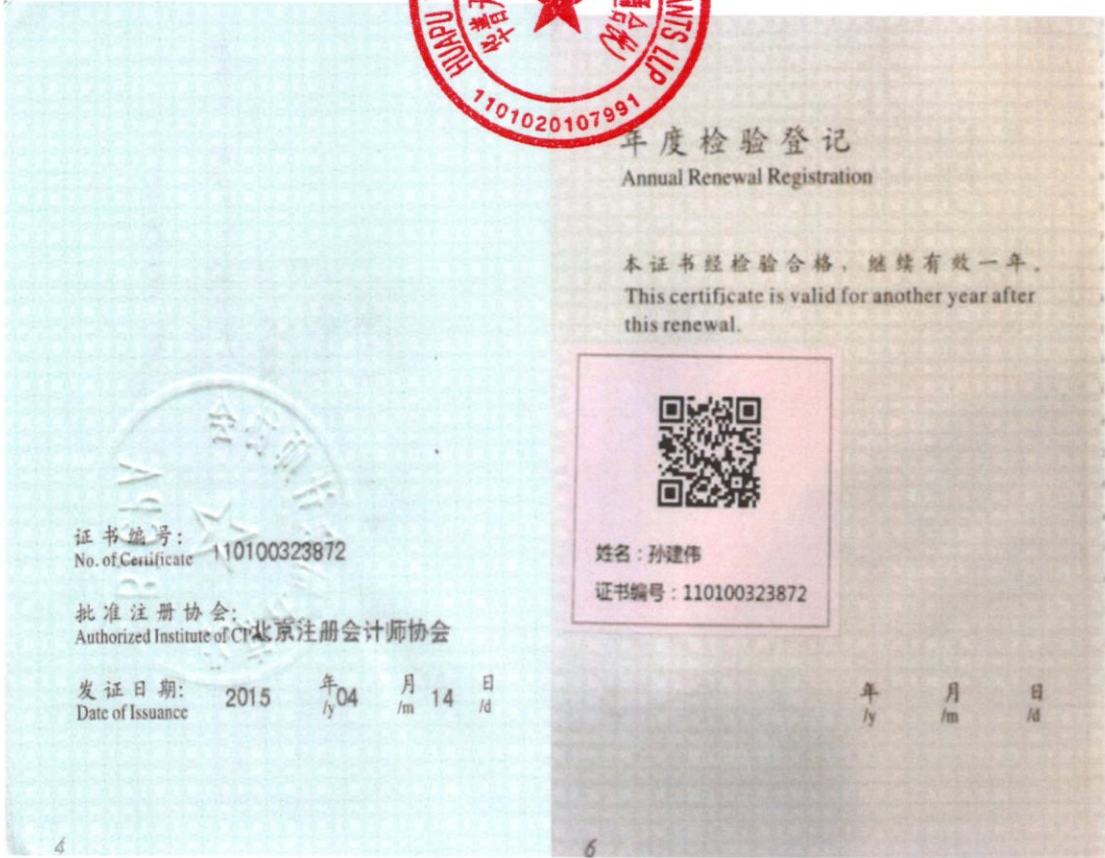 HUAPU
ANTS LLP
1101020107991
年度检验登记
Annual Renewal Registration
本证书经检验合格，继续有效一年。
This certificate is valid for another year after
this renewal.
姓名：孙建伟
证书编号：110100323872
年 月 日
/y /m /d
6
证书编号：
No. of Certificate 110100323872
批准注册协会：
Authorized Institute of CP 北京注册会计师协会
发证日期： 2015 年 04 月 14 日
Date of Issuance /y /m /d
4